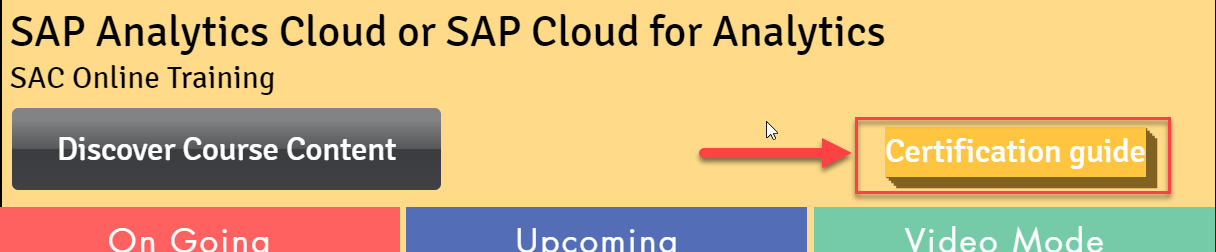 SAP Analytics Cloud or SAP Cloud for Analytics
SAC Online Training
Discover Course Content
Certification guide
On Going
Upcoming
Video Mode